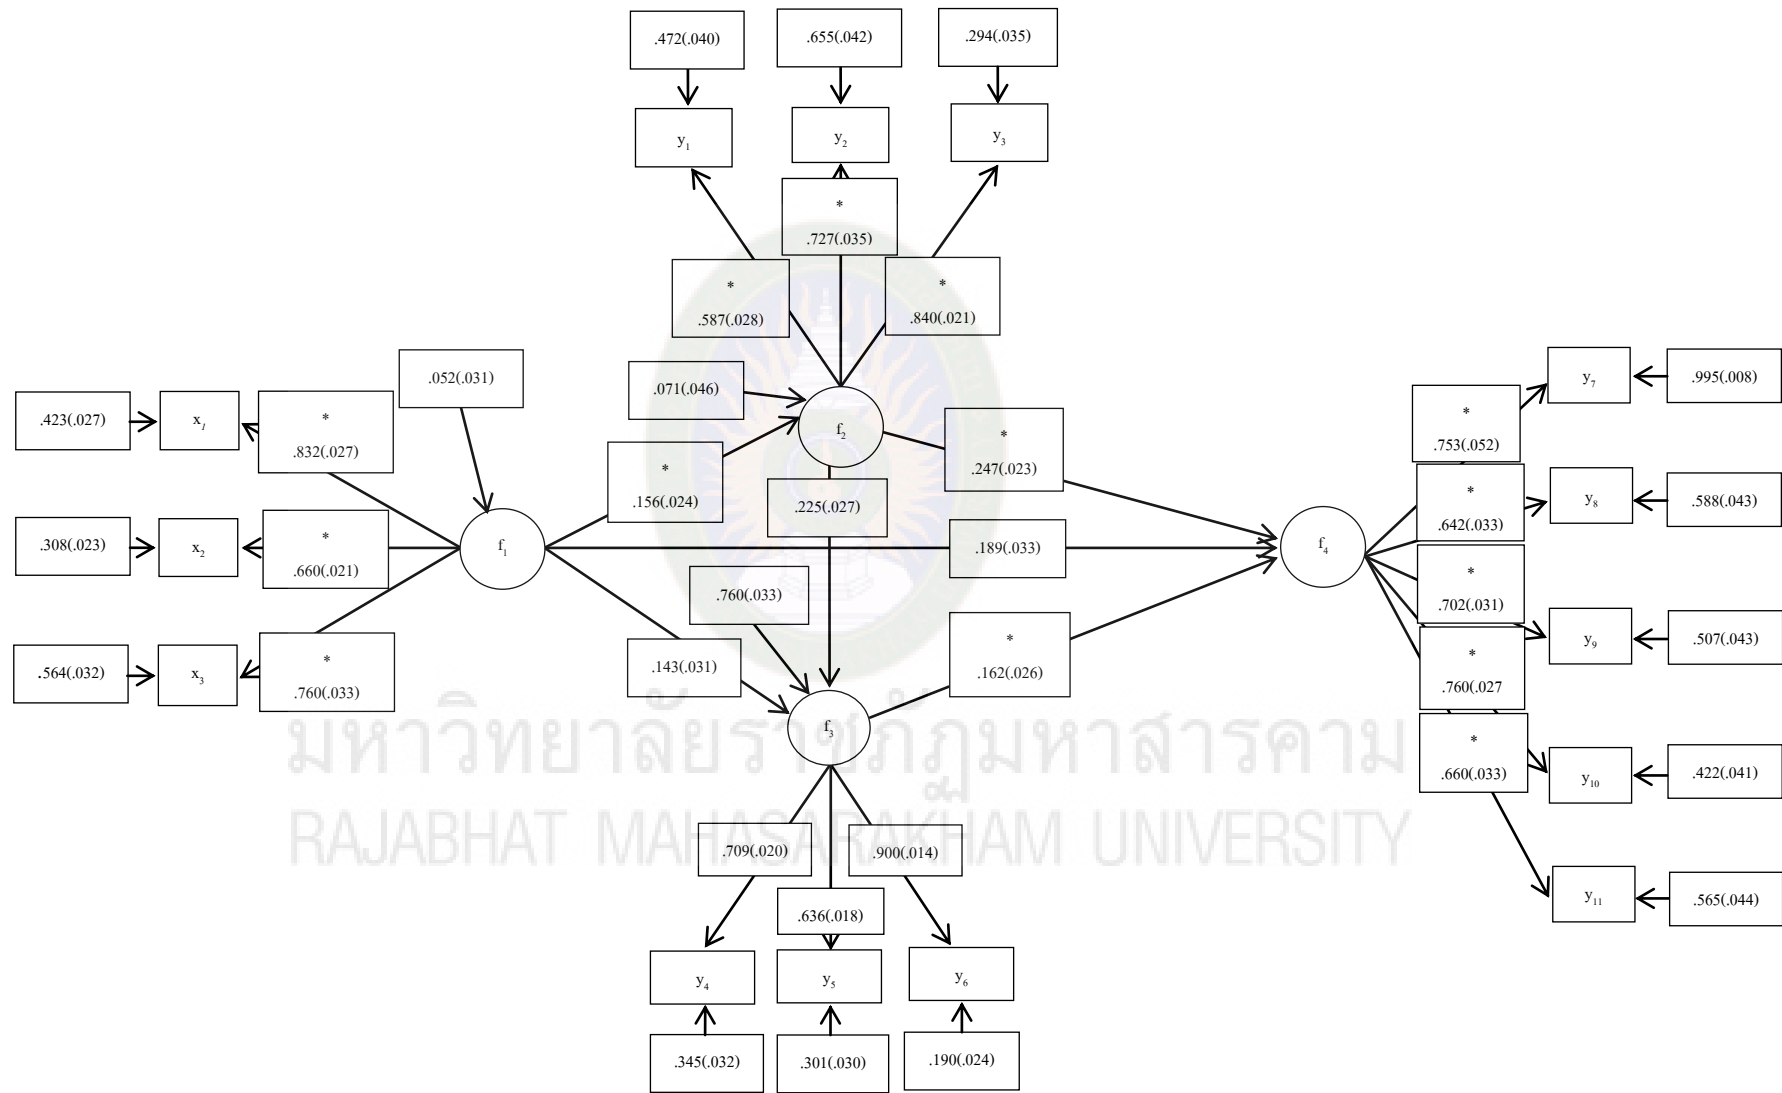 .472(.040)
.655(.042)
.294(.035)
y1
y2
y3
*
.727(.035)
*
.587(.028)
*
.840(.021)
.052(.031)
.071(.046)
y7
.995(.008)
.423(.027)
x1
*
.832(.027)
f2
*
.247(.023)
*
.753(.052)
*
.156(.024)
.225(.027)
*
.642(.033)
y8
.588(.043)
.308(.023)
x2
*
.660(.021)
f1
.189(.033)
f4
.760(.033)
*
.702(.031)
y9
.507(.043)
.564(.032)
x3
*
.760(.033)
.143(.031)
*
.162(.026)
*
.760(.027
f3
มหาวิทยาลัยราชภัฏมหาสารคาม
*
.660(.033)
y10
.422(.041)
RAJABHAT MAHASARAKHAM UNIVERSITY
.709(.020)
.900(.014)
.636(.018)
y11
.565(.044)
y4
y5
y6
.345(.032)
.301(.030)
.190(.024)